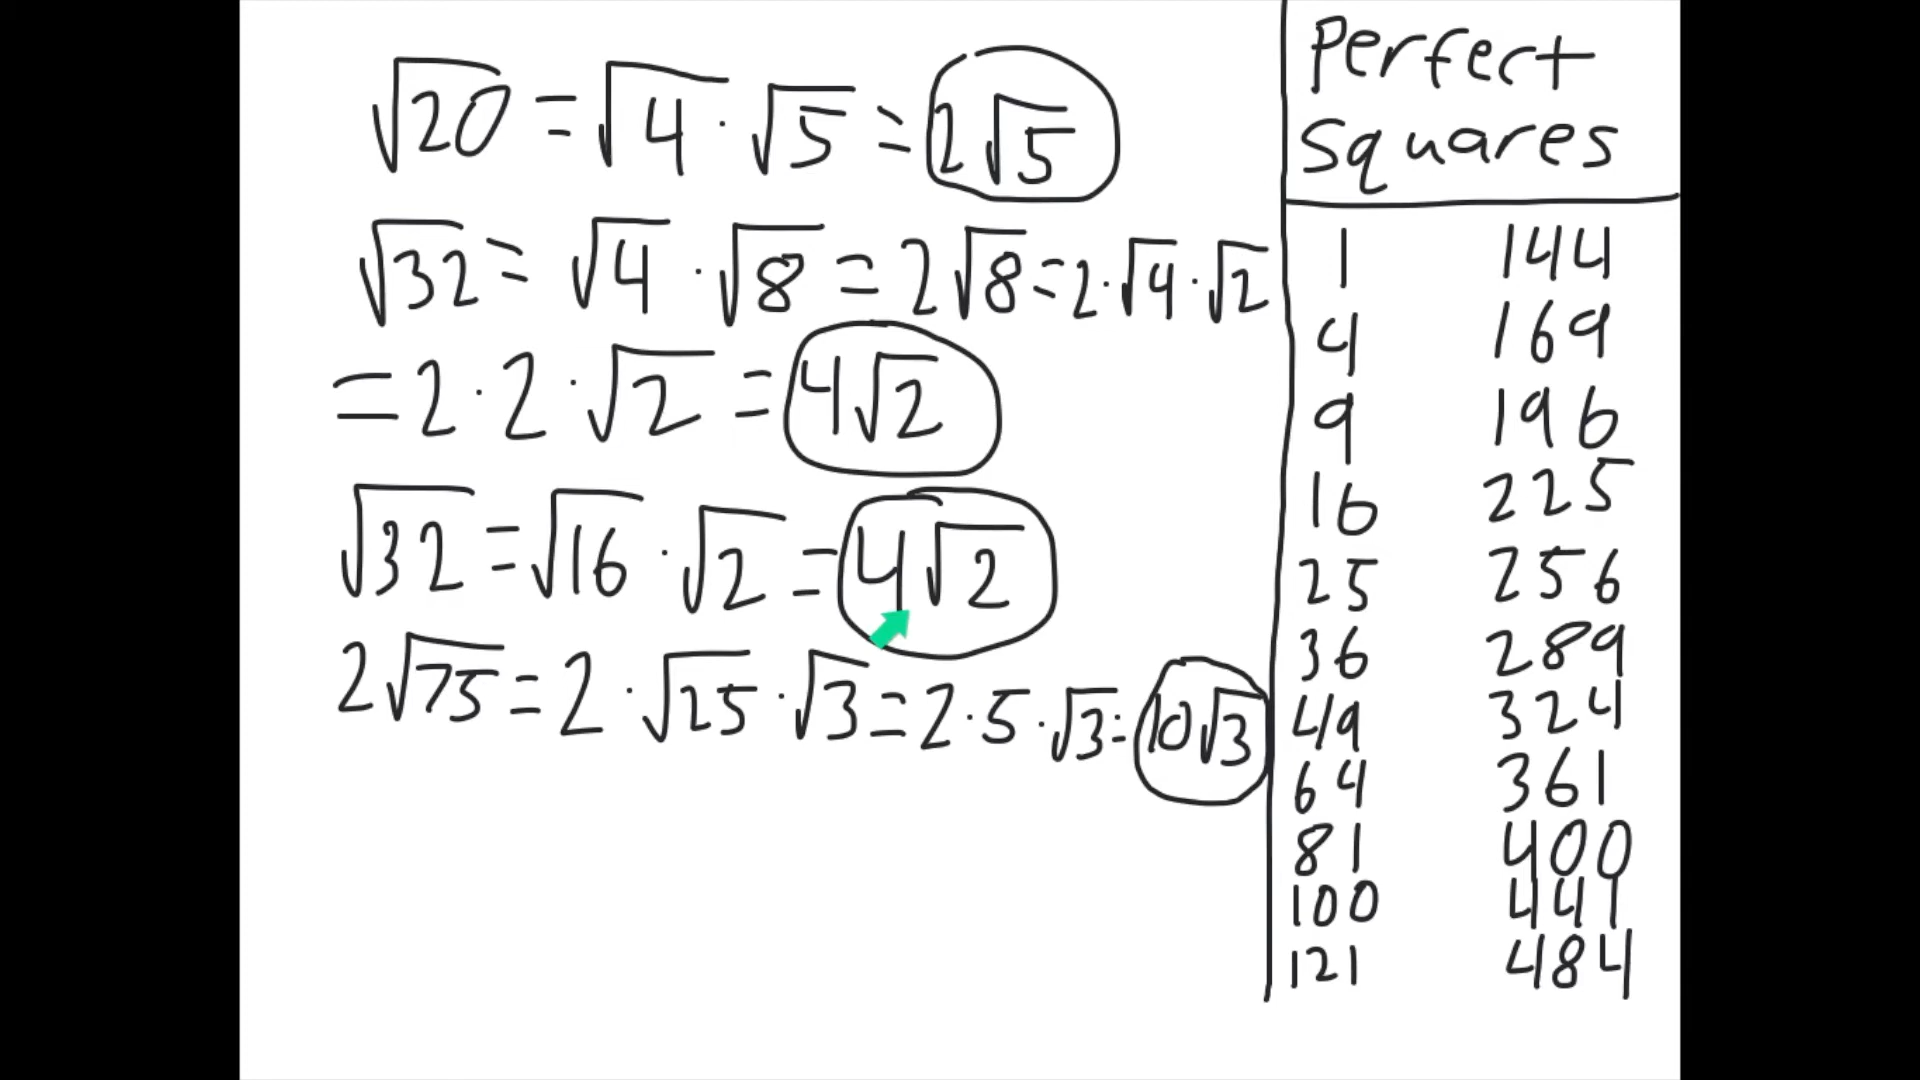 √20 = √4 · √5 = 2√5
√32 = √4 · √8 = 2√8 = 2·√4·√2
= 2 · 2 · √2 = 4√2
√32 = √16 · √2 = 4√2
2√75 = 2 · √25 · √3 = 2·5·√3 = 10√3
Perfect
Squares
1 144
4 169
9 196
16 225
25 256
36 289
49 324
64 361
81 400
100 441
121 484